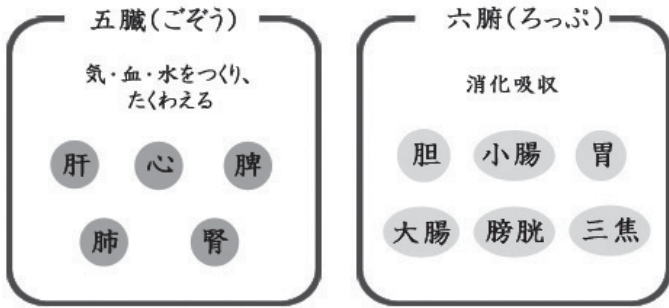 五臓(ごぞう)
気・血・水をつくり、
たくわえる
肝 心 脾
肺 腎
六腑(ろっぷ)
消化吸収
胆 小腸 胃
大腸 膀胱 三焦